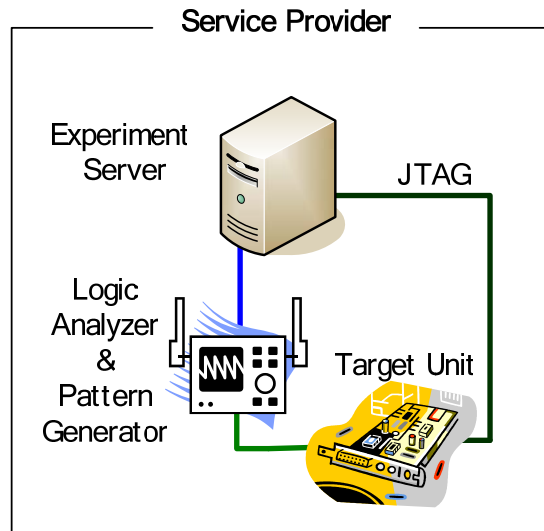 Service Provider
Experiment
Server
JTAG
Logic
Analyzer
&
Pattern
Generator
Target Unit